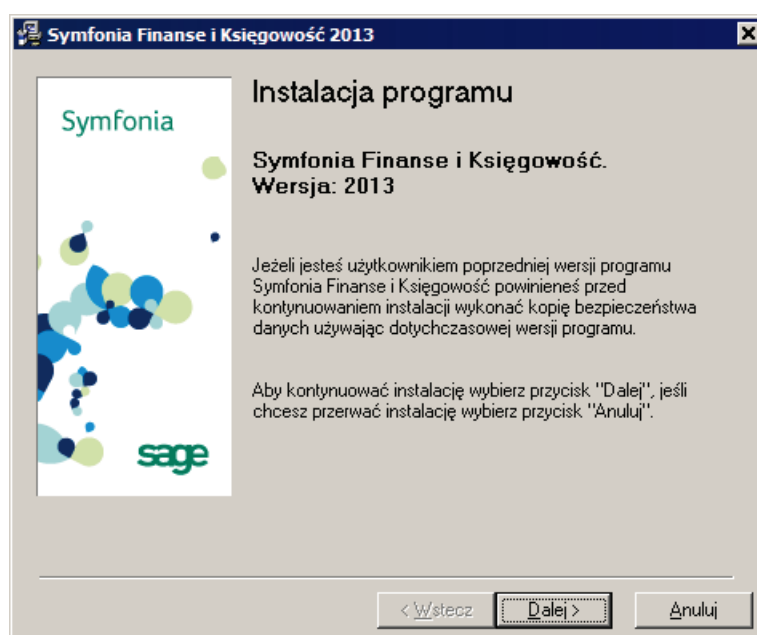 Symfonia Finanse i Księgowość 2013
Symfonia
Instalacja programu
Symfonia Finanse i Księgowość.
Wersja: 2013
Jeżeli jesteś użytkownikiem poprzedniej wersji programu
Symfonia Finanse i Księgowość powinieneś przed
kontynuowaniem instalacji wykonać kopię bezpieczeństwa
danych używając dotychczasowej wersji programu.
Aby kontynuować instalację wybierz przycisk "Dalej", jeśli
chcesz przerwać instalację wybierz przycisk "Anuluj".
sage
< Wstecz
Dalej >
Anuluj